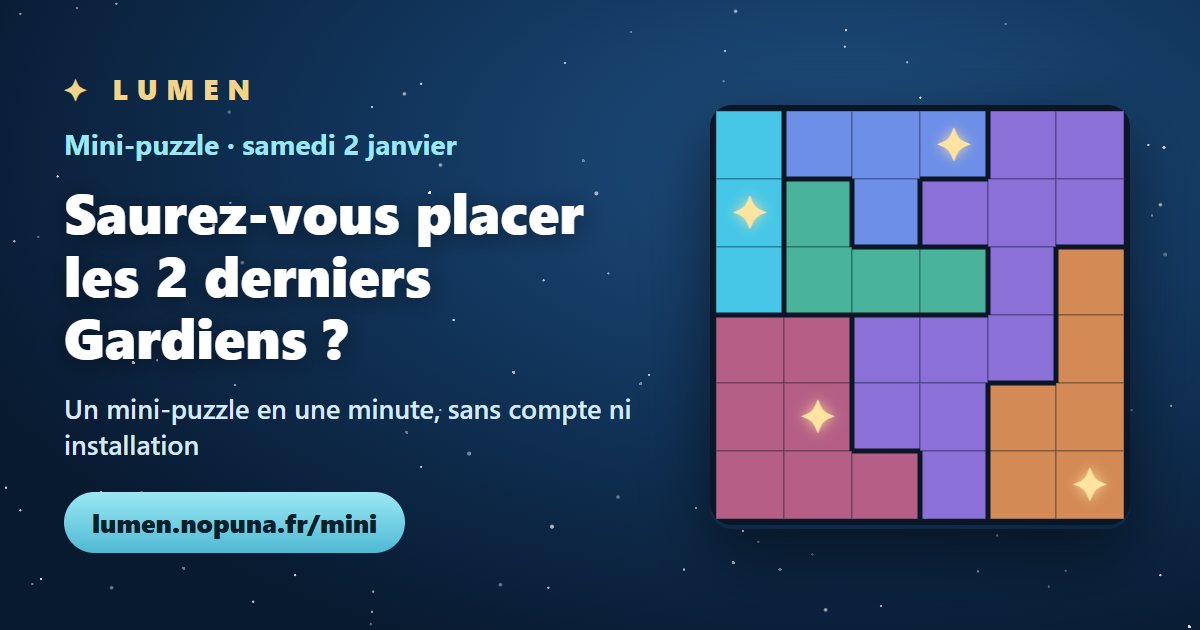 LUMEN
Mini-puzzle · samedi 2 janvier
Saurez-vous placer
les 2 derniers
Gardiens ?
Un mini-puzzle en une minute, sans compte ni
installation
lumen.nopuna.fr/mini